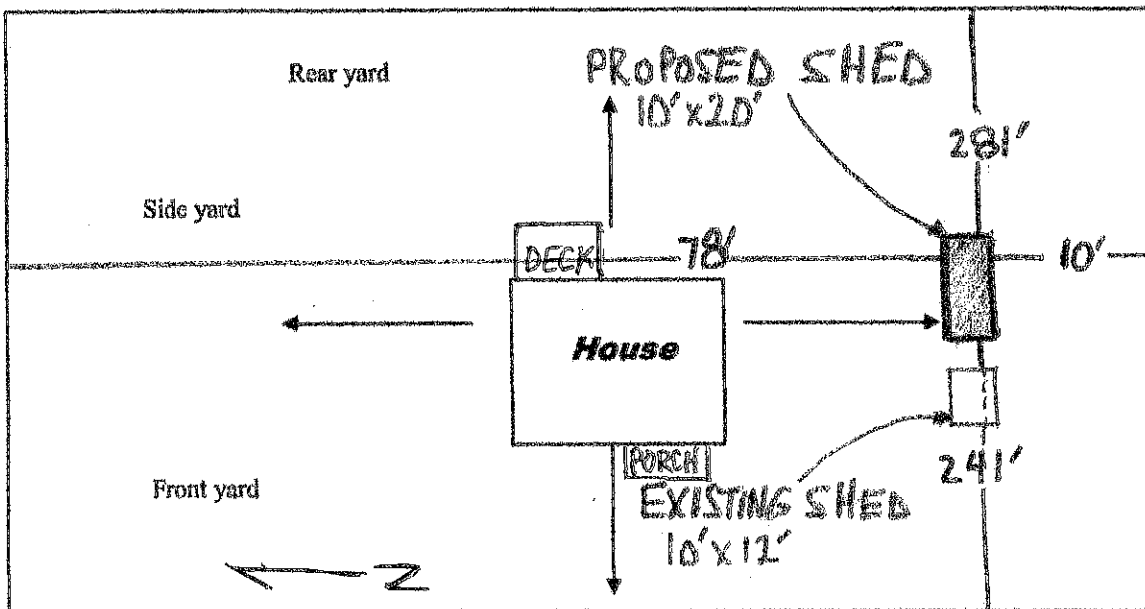 Rear yard
PROPOSED SHED
10'x20'
281'
Side yard
DECK
78'
10'
House
PORCH
241'
Front yard
EXISTING SHED
10'x12'
N